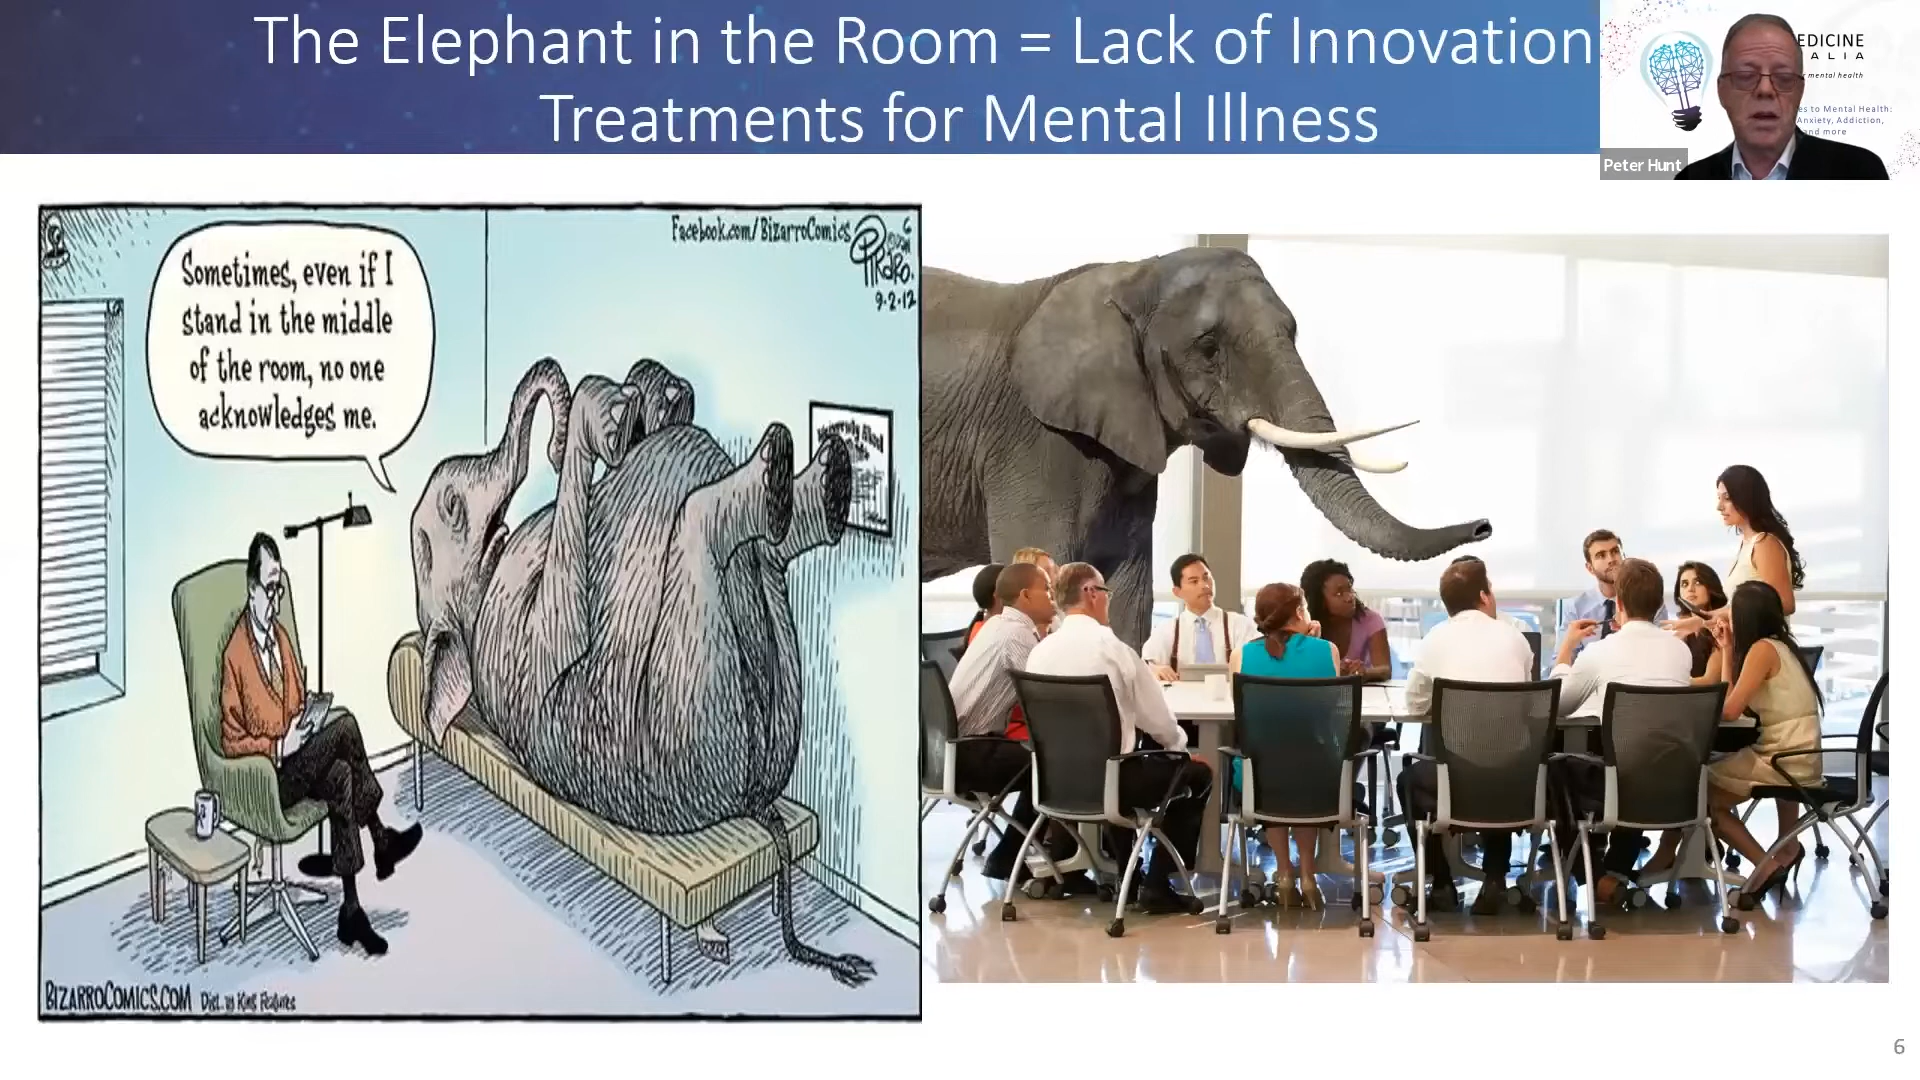 The Elephant in the Room = Lack of Innovation
Treatments for Mental Illness
EDICINE
ALIA
mental health
es to Mental Health:
Anxiety, Addiction,
and more
Peter Hunt
Facebook.com/BizarroComics
9·2·12
Sometimes, even if I
stand in the middle
of the room, no one
acknowledges me.
BIZARROCOMICS.COM Dist. by King Features
6